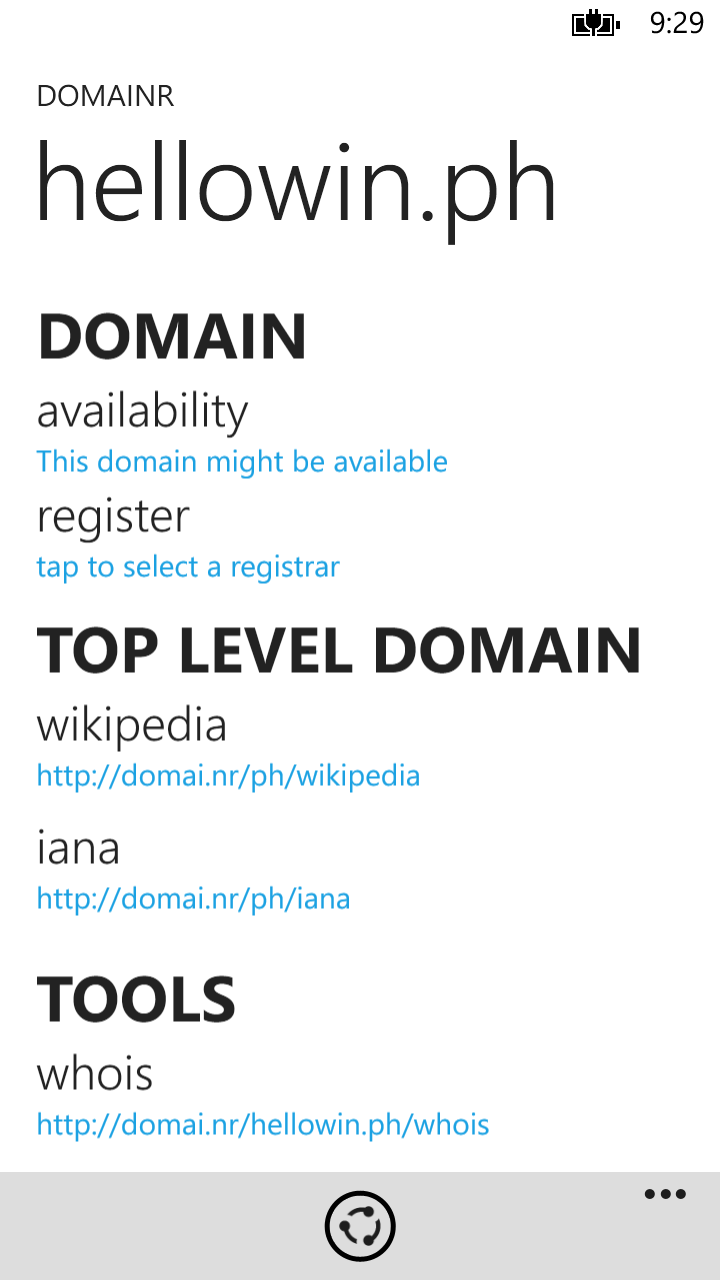 9:29
DOMAINR
hellowin.ph
DOMAIN
availability
This domain might be available
register
tap to select a registrar
TOP LEVEL DOMAIN
wikipedia
http://domai.nr/ph/wikipedia
iana
http://domai.nr/ph/iana
TOOLS
whois
http://domai.nr/hellowin.ph/whois